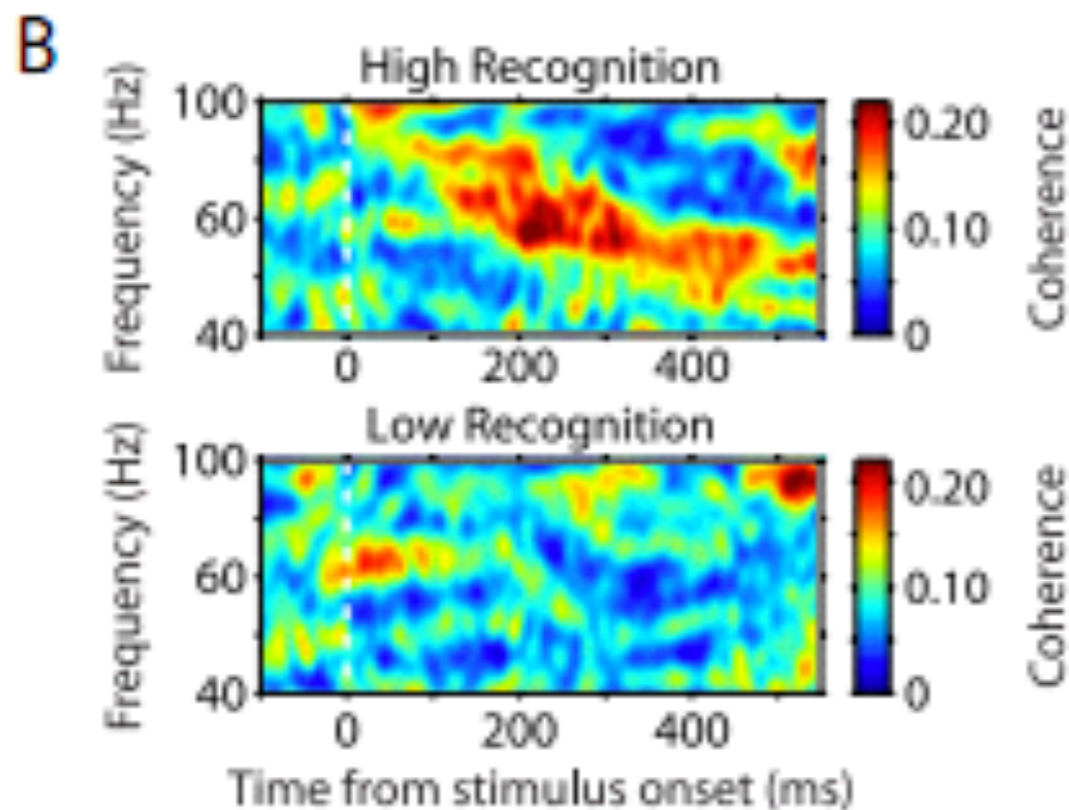 B
High Recognition
Frequency (Hz)
100
60
40
0 200 400
0.20
0.10
0
Coherence
Low Recognition
Frequency (Hz)
100
60
40
0 200 400
0.20
0.10
0
Coherence
Time from stimulus onset (ms)